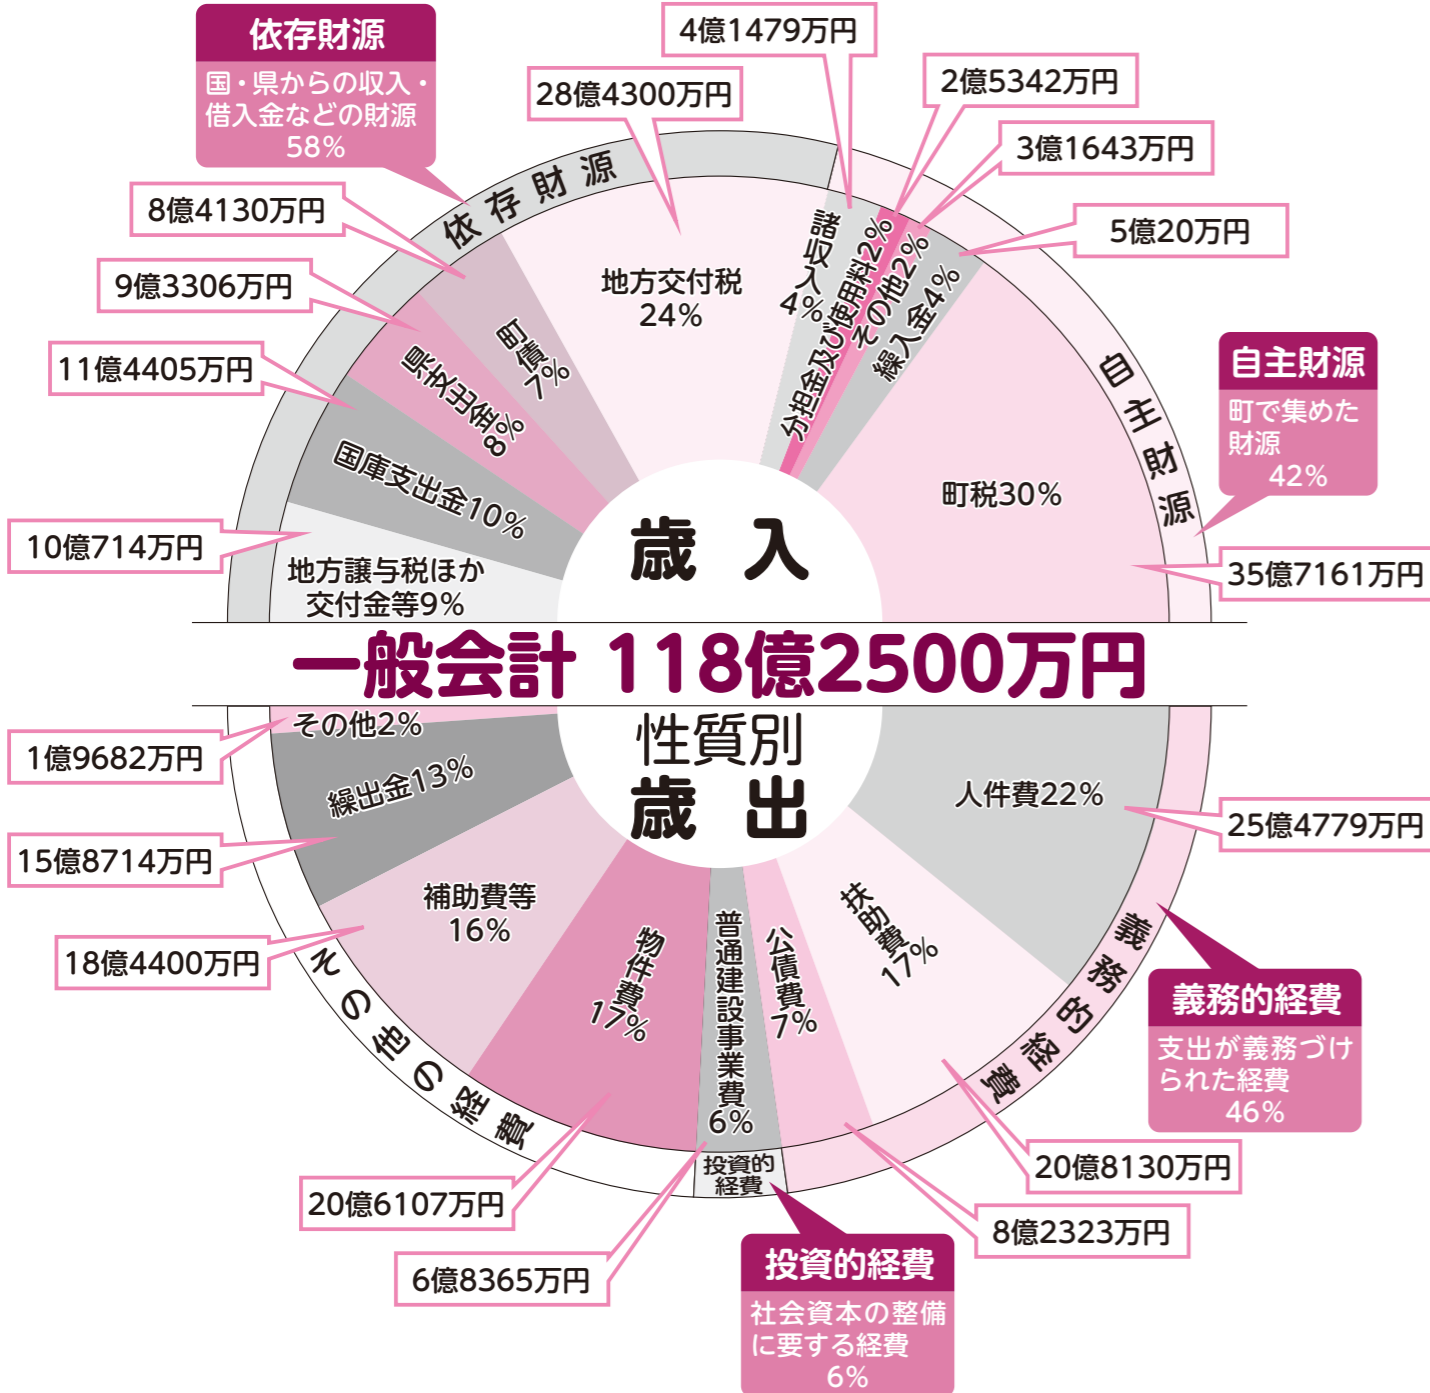 依存財源
国・県からの収入・
借入金などの財源
58%
4億1479万円
2億5342万円
28億4300万円
3億1643万円
8億4130万円
5億20万円
9億3306万円
11億4405万円
10億714万円
35億7161万円
依存財源
自主財源
自主財源
町で集めた
財源
42%
地方譲与税ほか
交付金等9%
国庫支出金10%
県支出金
8%
町債
7%
地方交付税
24%
諸収入
4%
分担金及び使用料2%
その他2%
繰入金4%
町税30%
歳入
一般会計 118億2500万円
性質別
歳出
その他2%
繰出金13%
補助費等
16%
物件費
17%
普通建設事業費
6%
公債費
7%
扶助費
17%
人件費22%
1億9682万円
15億8714万円
18億4400万円
20億6107万円
6億8365万円
8億2323万円
20億8130万円
25億4779万円
その他の経費
投資的
経費
義務的経費
義務的経費
支出が義務づけ
られた経費
46%
投資的経費
社会資本の整備
に要する経費
6%